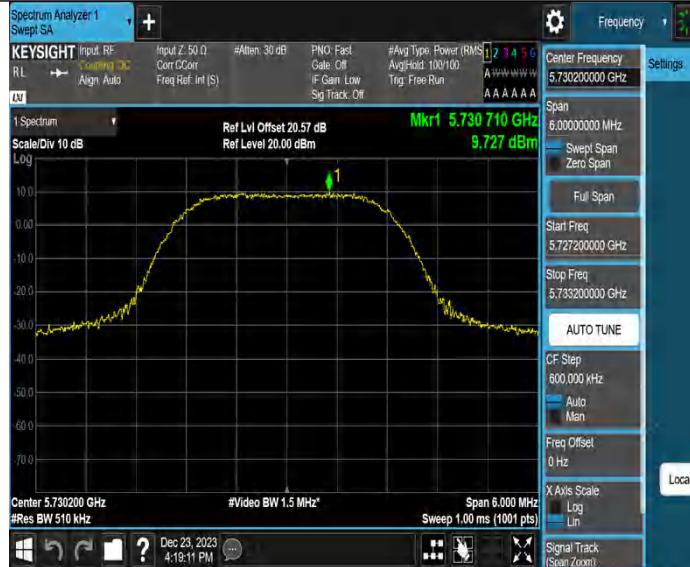 Spectrum Analyzer 1
Swept SA
+
Frequency
KEYSIGHT
RL
Input: RF
Coupling: DC
Align: Auto
Input Z: 50 Ω
Corr CCorr
Freq Ref: Int (S)
#Atten: 30 dB
PNO: Fast
Gate: Off
IF Gain: Low
Sig Track: Off
#Avg Type: Power (RMS
Avg|Hold: 100/100
Trig: Free Run
1 2 3 4 5 6
A W W W W W
A A A A A A
LXI
1 Spectrum
Scale/Div 10 dB
Log
Ref Lvl Offset 20.57 dB
Ref Level 20.00 dBm
Mkr1 5.730 710 GHz
9.727 dBm
1
10.0
0.00
-10.0
-20.0
-30.0
-40.0
-50.0
-60.0
-70.0
Center 5.730200 GHz
#Res BW 510 kHz
#Video BW 1.5 MHz*
Span 6.000 MHz
Sweep 1.00 ms (1001 pts)
?
Dec 23, 2023
4:19:11 PM
Center Frequency
5.730200000 GHz
Settings
Span
6.00000000 MHz
Swept Span
Zero Span
Full Span
Start Freq
5.727200000 GHz
Stop Freq
5.733200000 GHz
AUTO TUNE
CF Step
600.000 kHz
Auto
Man
Freq Offset
0 Hz
X Axis Scale
Log
Lin
Signal Track
(Span Zoom)
Loca